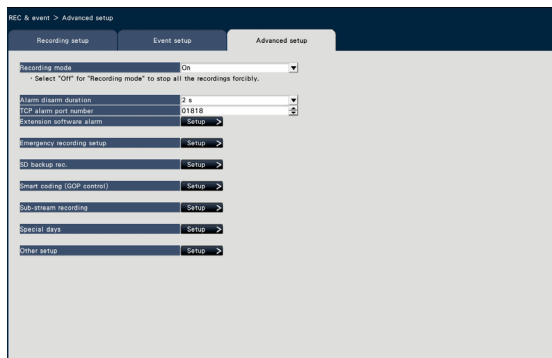 REC & event > Advanced setup
Recording setup Event setup Advanced setup
Recording mode On
・Select "Off" for "Recording mode" to stop all the recordings forcibly.
Alarm disarm duration 2 s
TCP alarm port number 01818
Extension software alarm Setup >
Emergency recording setup Setup >
SD backup rec. Setup >
Smart coding (GOP control) Setup >
Sub-stream recording Setup >
Special days Setup >
Other setup Setup >